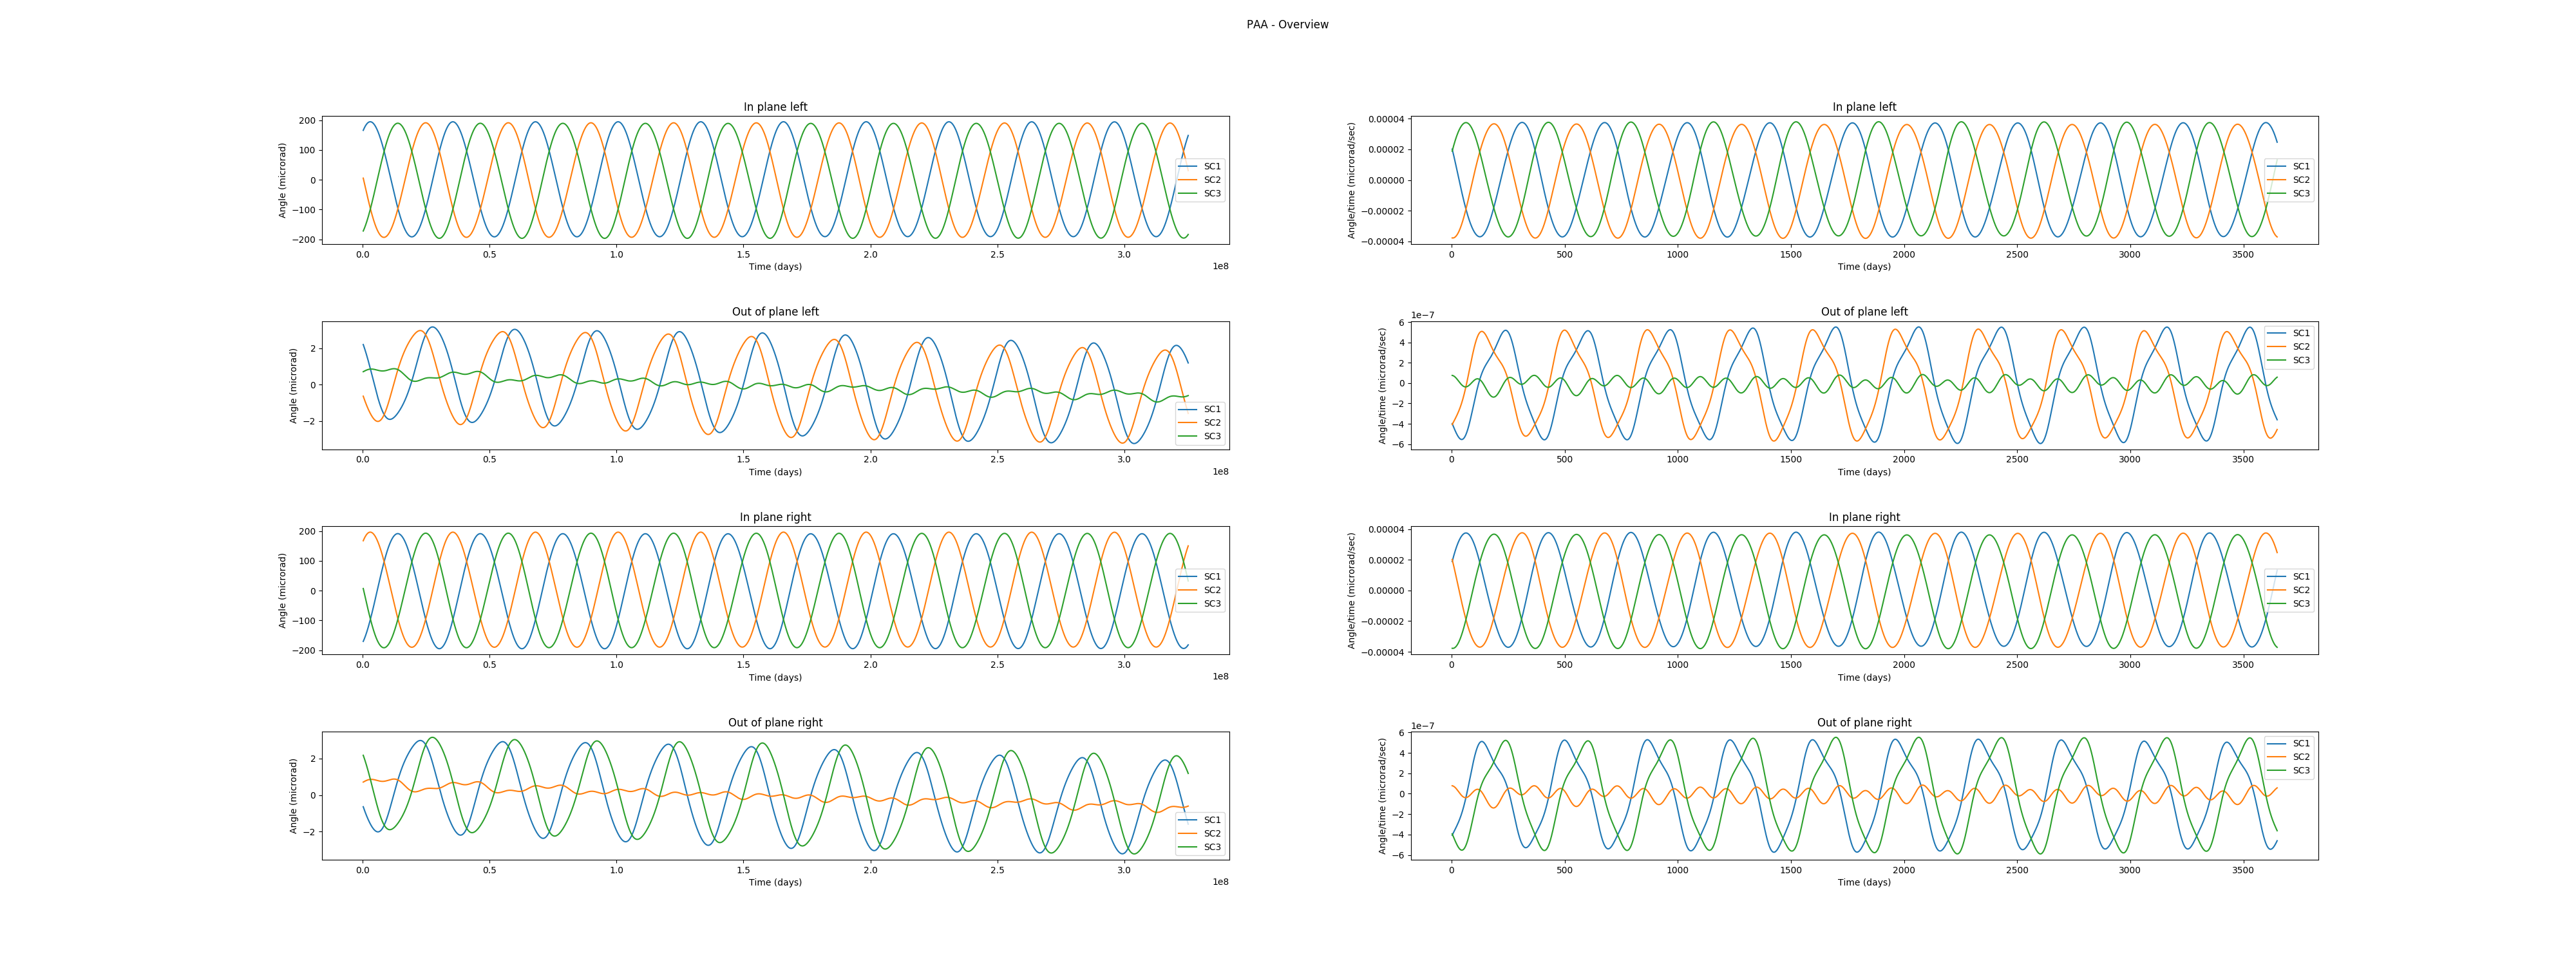 PAA - Overview
In plane left
Angle (microrad)
200
100
0
−100
−200
0.0 0.5 1.0 1.5 2.0 2.5 3.0
1e8
Time (days)
SC1
SC2
SC3
In plane left
Angle/time (microrad/sec)
0.00004
0.00002
0.00000
−0.00002
−0.00004
0 500 1000 1500 2000 2500 3000 3500
Time (days)
SC1
SC2
SC3
Out of plane left
Angle (microrad)
2
0
−2
0.0 0.5 1.0 1.5 2.0 2.5 3.0
1e8
Time (days)
SC1
SC2
SC3
Out of plane left
1e−7
Angle/time (microrad/sec)
6
4
2
0
−2
−4
−6
0 500 1000 1500 2000 2500 3000 3500
Time (days)
SC1
SC2
SC3
In plane right
Angle (microrad)
200
100
0
−100
−200
0.0 0.5 1.0 1.5 2.0 2.5 3.0
1e8
Time (days)
SC1
SC2
SC3
In plane right
Angle/time (microrad/sec)
0.00004
0.00002
0.00000
−0.00002
−0.00004
0 500 1000 1500 2000 2500 3000 3500
Time (days)
SC1
SC2
SC3
Out of plane right
Angle (microrad)
2
0
−2
0.0 0.5 1.0 1.5 2.0 2.5 3.0
1e8
Time (days)
SC1
SC2
SC3
Out of plane right
1e−7
Angle/time (microrad/sec)
6
4
2
0
−2
−4
−6
0 500 1000 1500 2000 2500 3000 3500
Time (days)
SC1
SC2
SC3